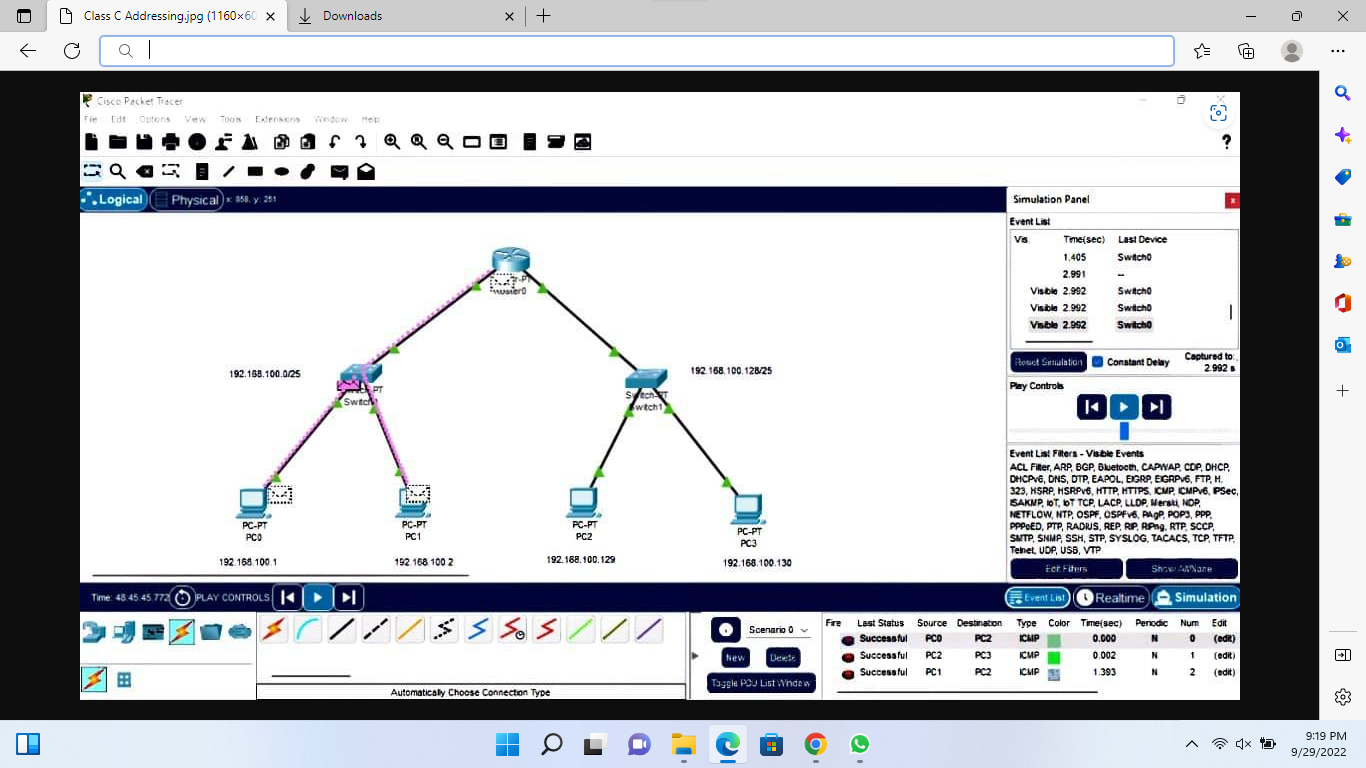 Class C Addressing.jpg (1160×60
Downloads
Cisco Packet Tracer
File Edit Options View Tools Extensions Window Help
Logical
Physical
x: 858, y: 251
Simulation Panel
Event List
Vis. Time(sec) Last Device
1.405 Switch0
2.991 --
Visible 2.992 Switch0
Visible 2.992 Switch0
Visible 2.992 Switch0
Reset Simulation
Constant Delay
Captured to:
2.992 s
Play Controls
Event List Filters - Visible Events
ACL Filter, ARP, BGP, Bluetooth, CAPWAP, CDP, DHCP,
DHCPv6, DNS, DTP, EAPOL, EIGRP, EIGRPv6, FTP, H.
323, HSRP, HSRPv6, HTTP, HTTPS, ICMP, ICMPv6, IPSec,
ISAKMP, IoT, IoT TCP, LACP, LLDP, Meraki, NDP,
NETFLOW, NTP, OSPF, OSPFv6, PAgP, POP3, PPP,
PPPoED, PTP, RADIUS, REP, RIP, RIPng, RTP, SCCP,
SMTP, SNMP, SSH, STP, SYSLOG, TACACS, TCP, TFTP,
Telnet, UDP, USB, VTP
Edit Filters
Show All/None
192.168.100.0/25
192.168.100.128/25
Switch-PT
Switch1
PC-PT
PC0
PC-PT
PC1
PC-PT
PC2
PC-PT
PC3
192.168.100.1
192.168.100.2
192.168.100.129
192.168.100.130
Time: 48:45:45.772
PLAY CONTROLS:
Event List
Realtime
Simulation
Automatically Choose Connection Type
Scenario 0
New
Delete
Toggle PDU List Window
Fire Last Status Source Destination Type Color Time(sec) Periodic Num Edit
Successful PC0 PC2 ICMP 0.000 N 0 (edit)
Successful PC2 PC3 ICMP 0.002 N 1 (edit)
Successful PC1 PC2 ICMP 1.393 N 2 (edit)
9:19 PM
9/29/2022